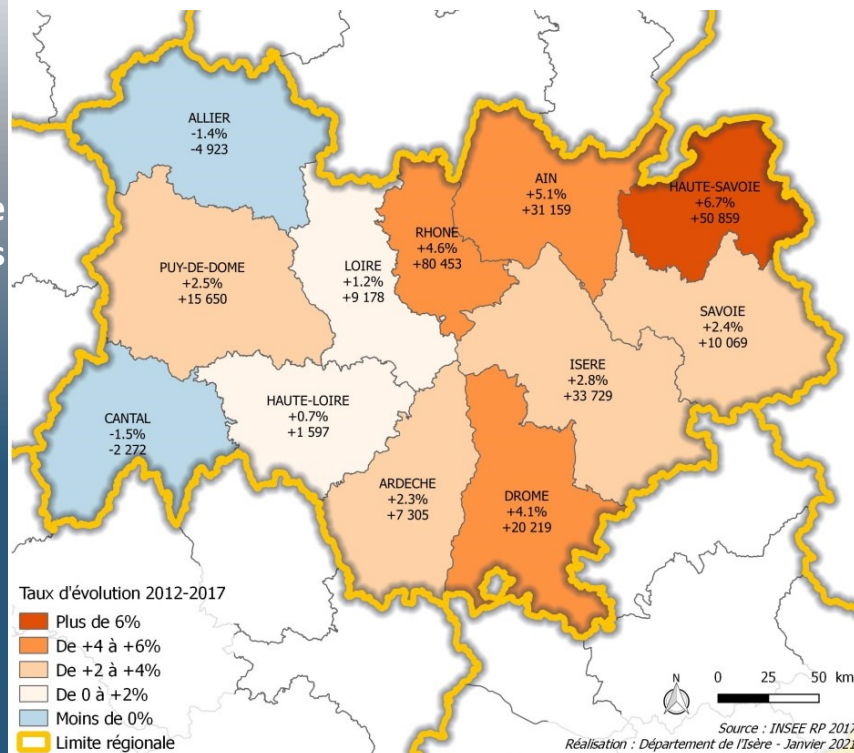 e
s
ALLIER
-1.4%
-4 923
AIN
+5.1%
+31 159
HAUTE-SAVOIE
+6.7%
+50 859
RHONE
+4.6%
+80 453
PUY-DE-DOME
+2.5%
+15 650
LOIRE
+1.2%
+9 178
SAVOIE
+2.4%
+10 069
ISERE
+2.8%
+33 729
HAUTE-LOIRE
+0.7%
+1 597
CANTAL
-1.5%
-2 272
ARDECHE
+2.3%
+7 305
DROME
+4.1%
+20 219
Taux d'évolution 2012-2017
Plus de 6%
De +4 à +6%
De +2 à +4%
De 0 à +2%
Moins de 0%
Limite régionale
N
0 25 50 km
Source : INSEE RP 2017
Réalisation : Département de l'Isère - Janvier 2021